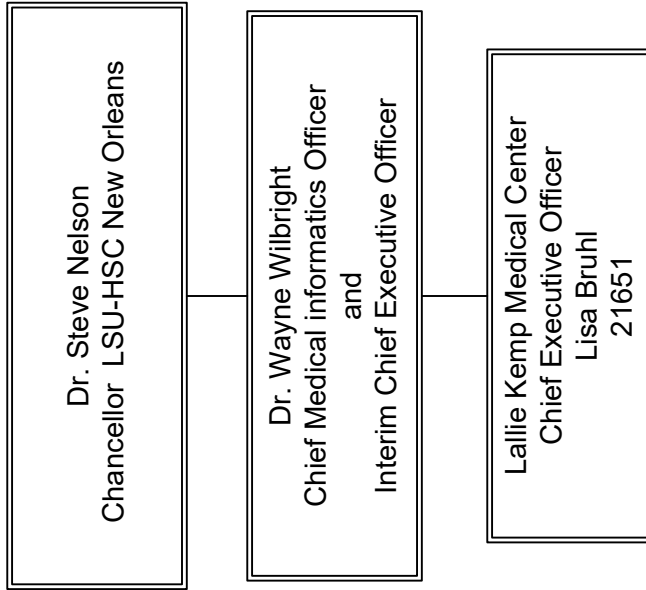 Dr. Steve Nelson
Chancellor LSU-HSC New Orleans
Dr. Wayne Wilbright
Chief Medical informatics Officer
and
Interim Chief Executive Officer
Lallie Kemp Medical Center
Chief Executive Officer
Lisa Bruhl
21651